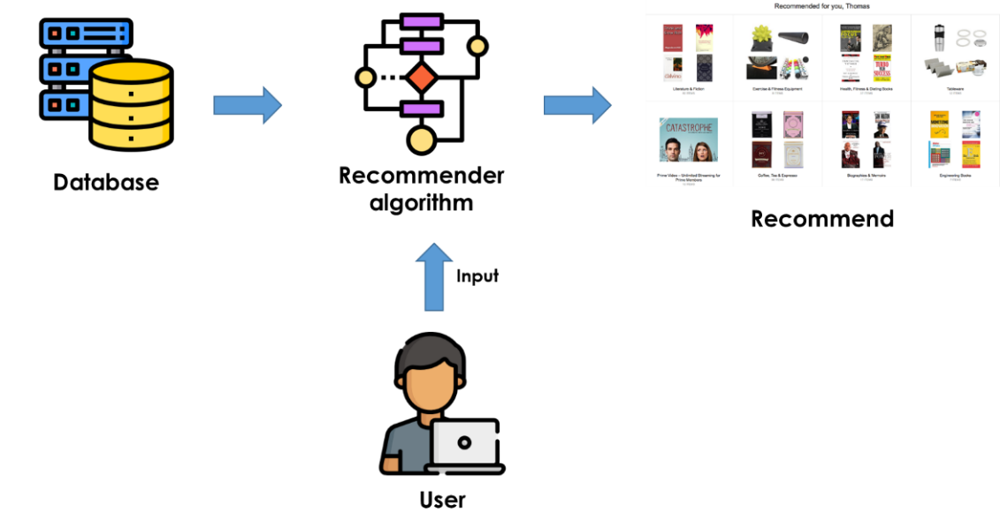 Recommended for you, Thomas
Literature & Fiction
Exercise & Fitness Equipment
Health, Fitness & Dieting Books
Tableware
CATASTROPHE
Prime Video – Unlimited Streaming for
Prime Members
Coffee, Tea & Espresso
Biographies & Memoirs
Engineering Books
Database
Recommender
algorithm
Recommend
Input
User